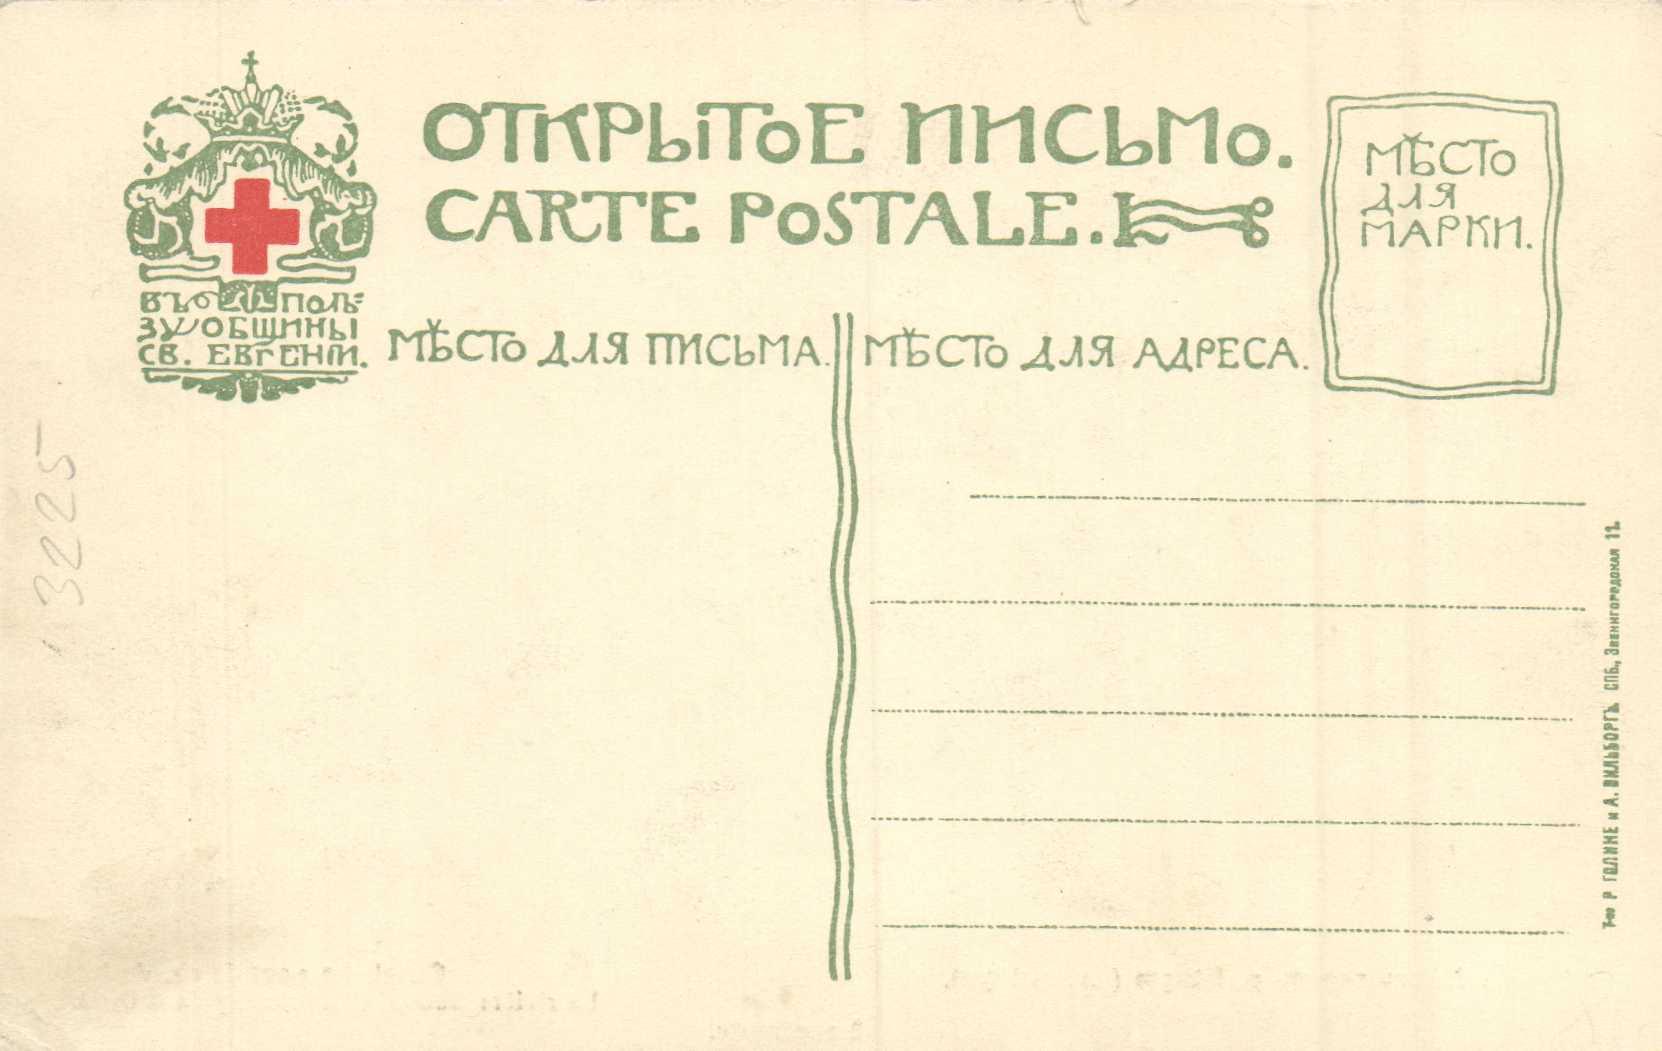 ОТКРЫТОЕ ПИСЬМО.
CARTE POSTALE.
МѢСТО
ДЛЯ
МАРКИ.
ВЪ ПОЛЬ-
ЗУ ОБЩИНЫ
СВ. ЕВГЕНІИ.
МѢСТО ДЛЯ ПИСЬМА.
МѢСТО ДЛЯ АДРЕСА.
3225
Т-во Р. ГОЛИКЕ и А. ВИЛЬБОРГЪ. СПБ., Звенигородская 11.